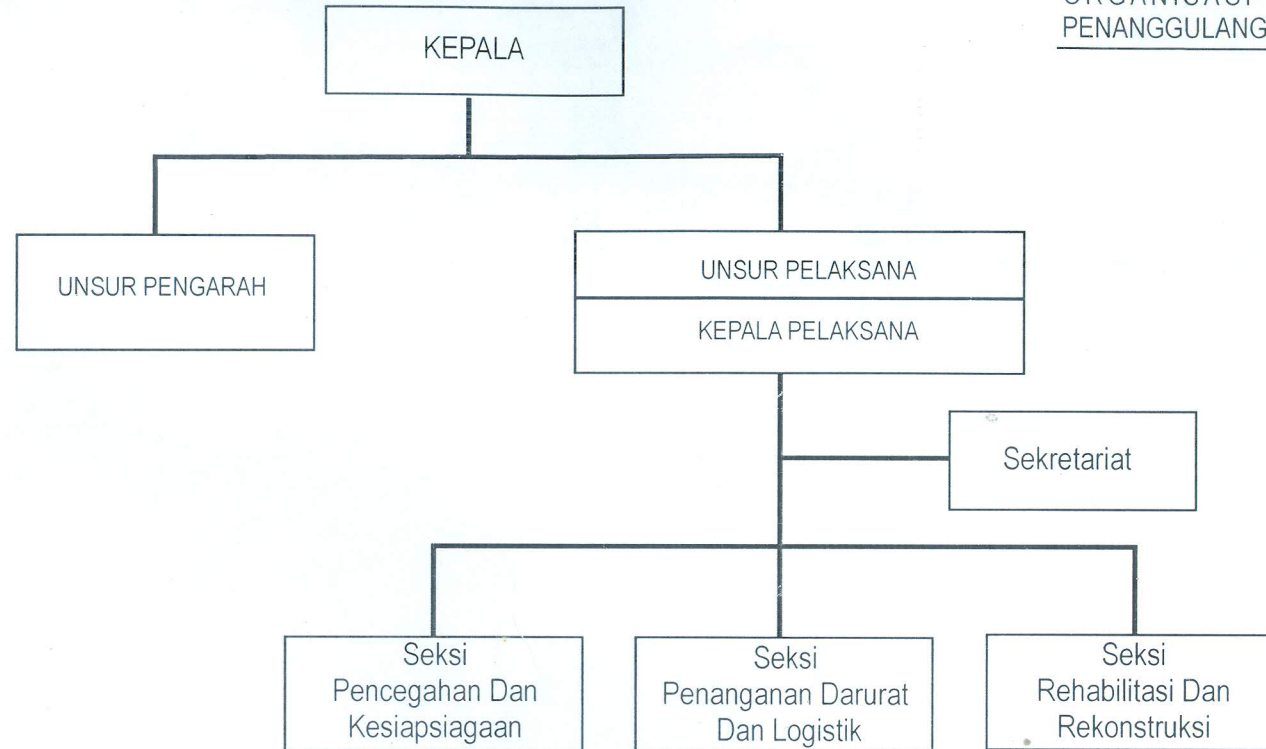 PENANGGULANG
KEPALA
UNSUR PENGARAH
UNSUR PELAKSANA
KEPALA PELAKSANA
Sekretariat
Seksi
Pencegahan Dan
Kesiapsiagaan
Seksi
Penanganan Darurat
Dan Logistik
Seksi
Rehabilitasi Dan
Rekonstruksi